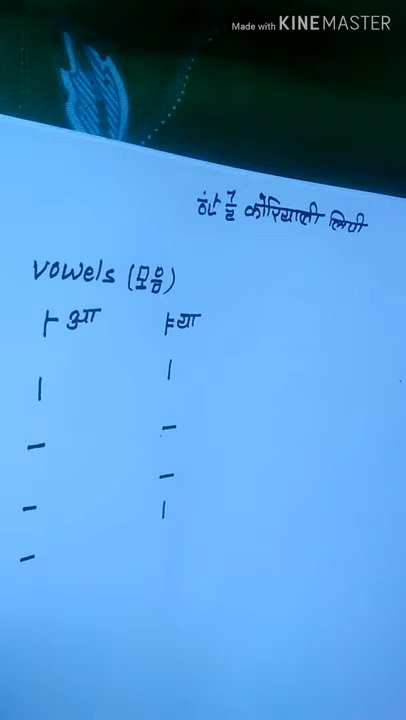 Made with KINEMASTER
한글 कोरियाली लिपी
Vowels (모음)
ㅏ आ ㅑ या
ㅣ ㅣ
ㅡ ㅡ
ㅡ ㅡ
ㅡ ㅣ